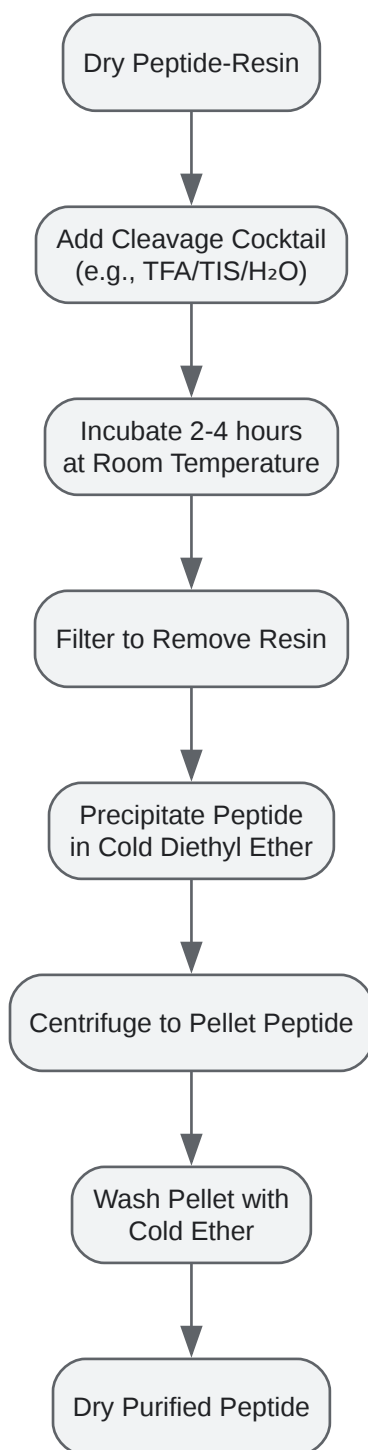 Dry Peptide-Resin
Add Cleavage Cocktail
(e.g., TFA/TIS/H₂O)
Incubate 2-4 hours
at Room Temperature
Filter to Remove Resin
Precipitate Peptide
in Cold Diethyl Ether
Centrifuge to Pellet Peptide
Wash Pellet with
Cold Ether
Dry Purified Peptide